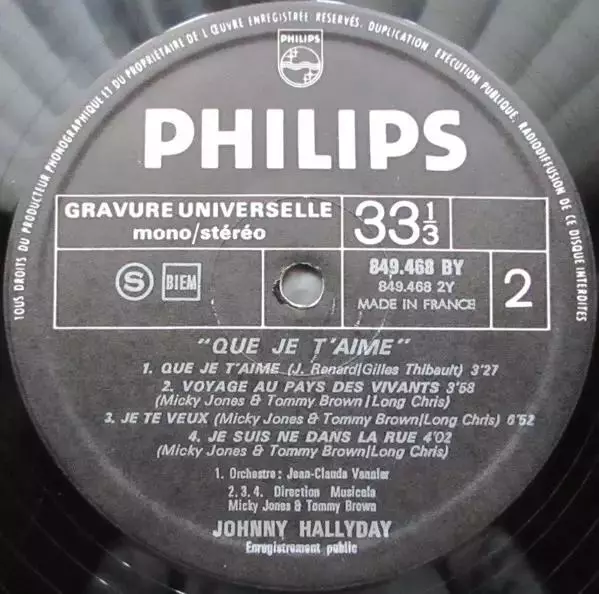 TOUS DROITS DU PRODUCTEUR PHONOGRAPHIQUE ET DU PROPRIÉTAIRE DE L'ŒUVRE ENREGISTRÉE RÉSERVÉS. DUPLICATION, EXÉCUTION PUBLIQUE, RADIODIFFUSION DE CE DISQUE INTERDITES
PHILIPS
PHILIPS
GRAVURE UNIVERSELLE
mono/stéréo
33 1/3
S
BIEM
849.468 BY
849.468 2Y
MADE IN FRANCE
2
"QUE JE T'AIME"
1. QUE JE T'AIME (J. Renard/Gilles Thibault) 3'27
2. VOYAGE AU PAYS DES VIVANTS 3'58
(Micky Jones & Tommy Brown/Long Chris)
3. JE TE VEUX (Micky Jones & Tommy Brown/Long Chris) 6'52
4. JE SUIS NE DANS LA RUE 4'02
(Micky Jones & Tommy Brown/Long Chris)
1. Orchestre: Jean-Claude Vannier
2.3.4. Direction Musicale
Micky Jones & Tommy Brown
JOHNNY HALLYDAY
Enregistrement public